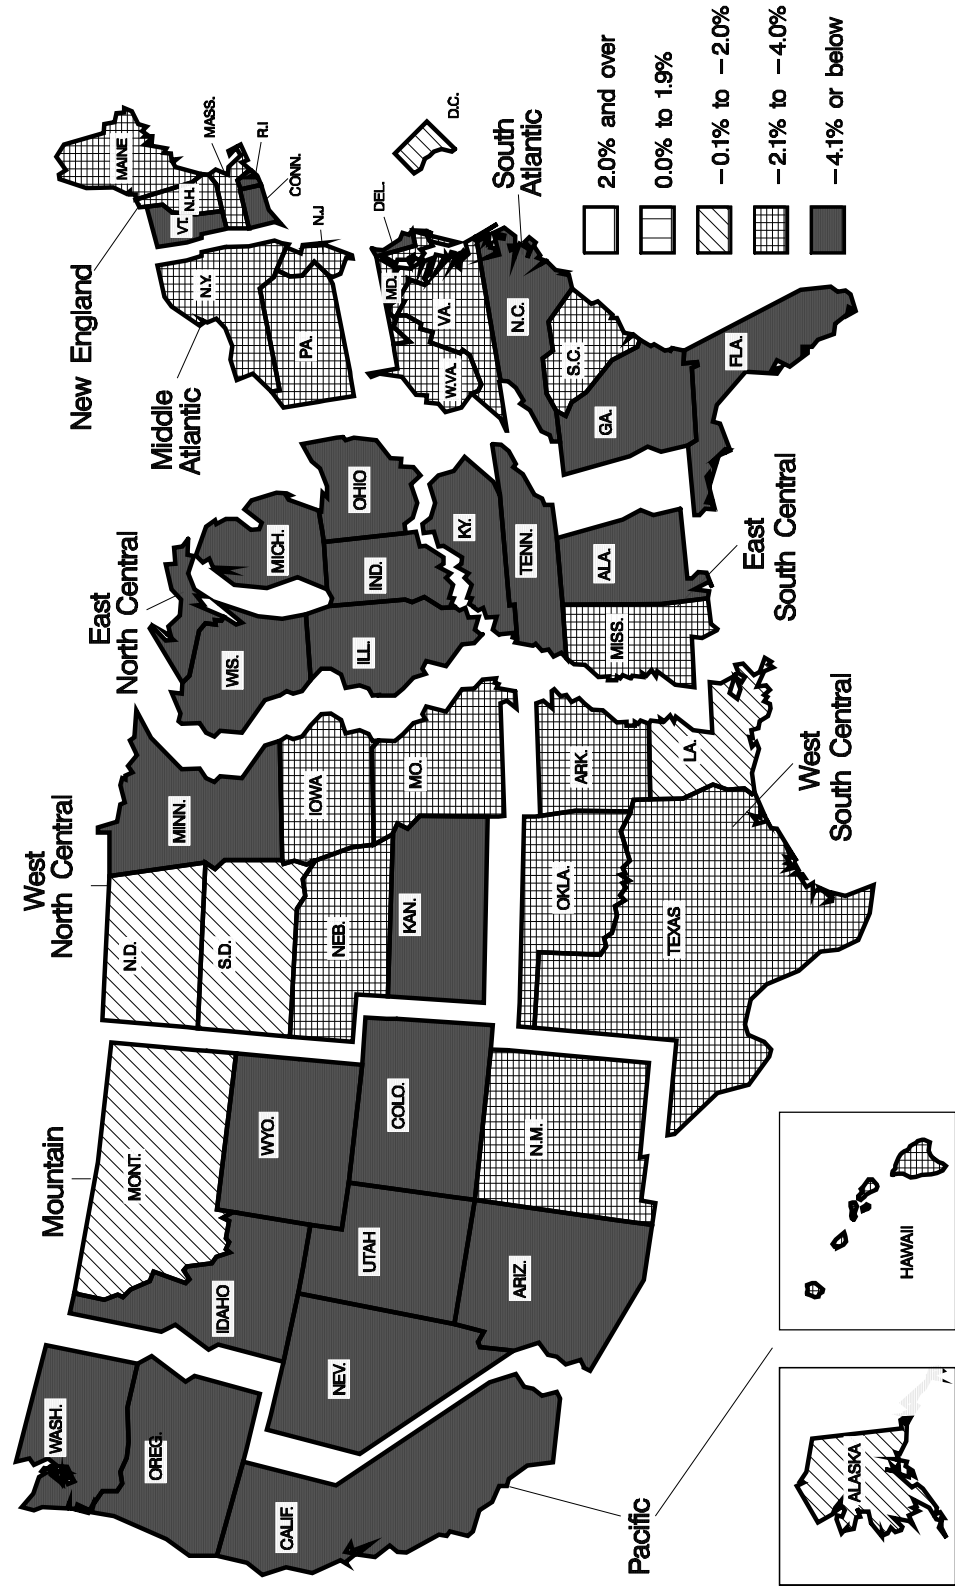 Pacific
Mountain
West
North Central
East
North Central
Middle
Atlantic
New England
West
South Central
East
South Central
South
Atlantic
WASH.
OREG.
CALIF.
NEV.
IDAHO
MONT.
WYO.
UTAH
COLO.
ARIZ.
N.M.
N.D.
S.D.
NEB.
KAN.
MINN.
IOWA
MO.
OKLA.
TEXAS
ARK.
LA.
WIS.
MICH.
ILL.
IND.
OHIO
KY.
TENN.
MISS.
ALA.
N.Y.
PA.
N.J
MAINE
VT.
N.H.
MASS.
R.I
CONN.
DEL.
MD.
VA.
W.VA.
D.C.
N.C.
S.C.
GA.
FLA.
ALASKA
HAWAII
2.0% and over
0.0% to 1.9%
−0.1% to −2.0%
−2.1% to −4.0%
−4.1% or below